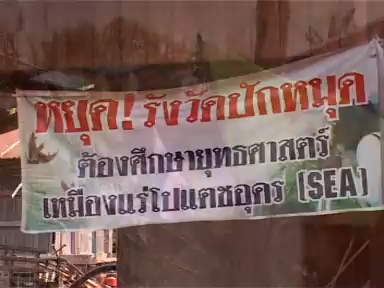 หยุด! รังวัดปักหมุด
ต้องศึกษายุทธศาสตร์
เหมืองแร่โปแตซอุดร (SEA)